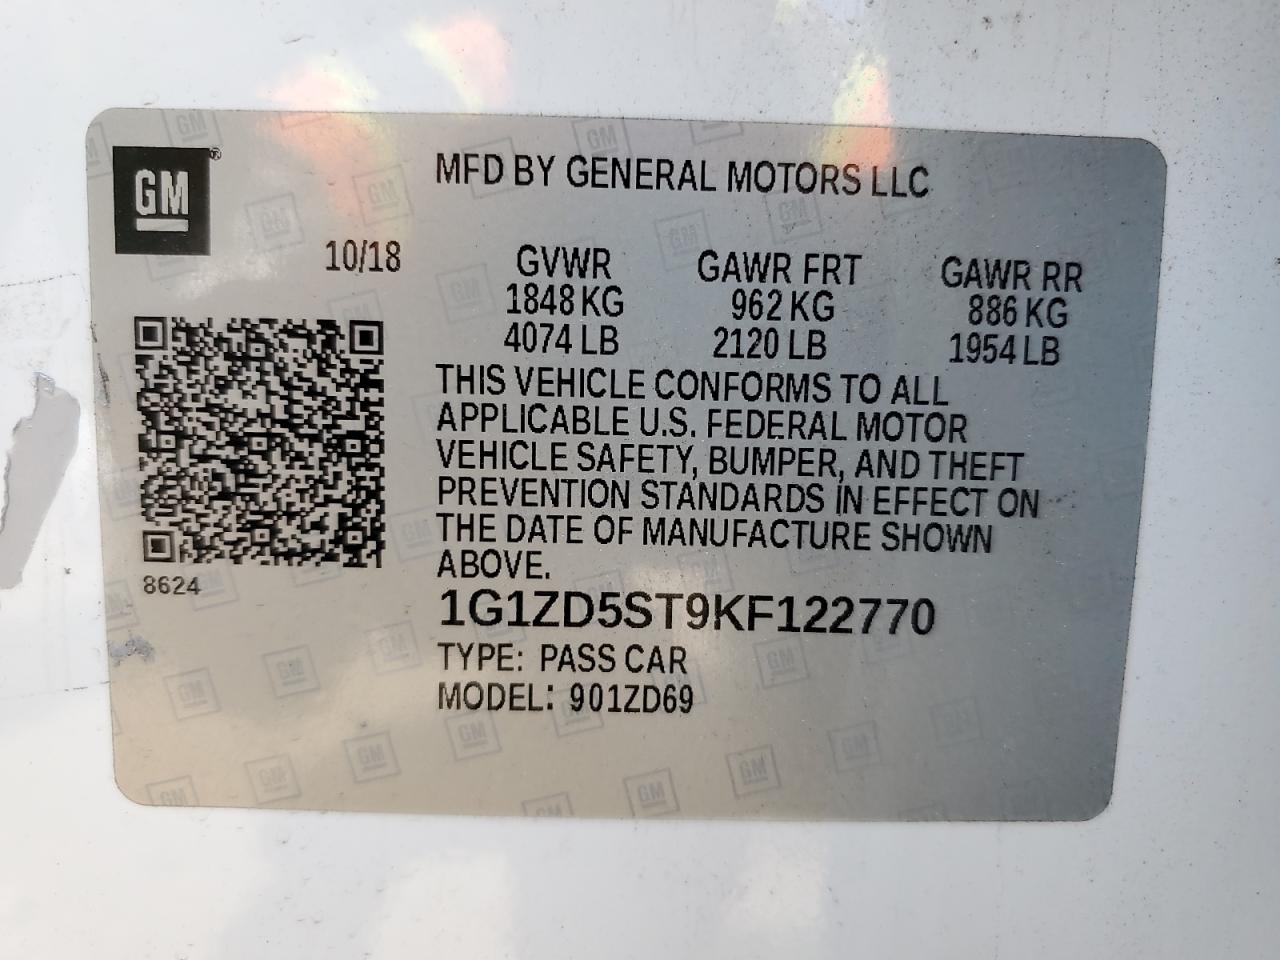 GM®
MFD BY GENERAL MOTORS LLC
10/18
GVWR GAWR FRT GAWR RR
1848 KG 962 KG 886 KG
4074 LB 2120 LB 1954 LB
THIS VEHICLE CONFORMS TO ALL
APPLICABLE U.S. FEDERAL MOTOR
VEHICLE SAFETY, BUMPER, AND THEFT
PREVENTION STANDARDS IN EFFECT ON
THE DATE OF MANUFACTURE SHOWN
ABOVE.
8624
1G1ZD5ST9KF122770
TYPE: PASS CAR
MODEL: 901ZD69